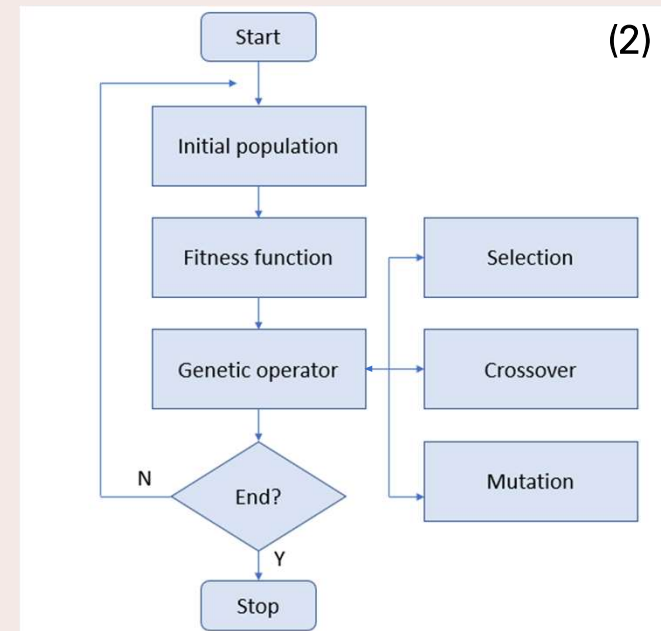 (2)
Start
Initial population
Fitness function
Selection
Genetic operator
Crossover
Mutation
N
End?
Y
Stop